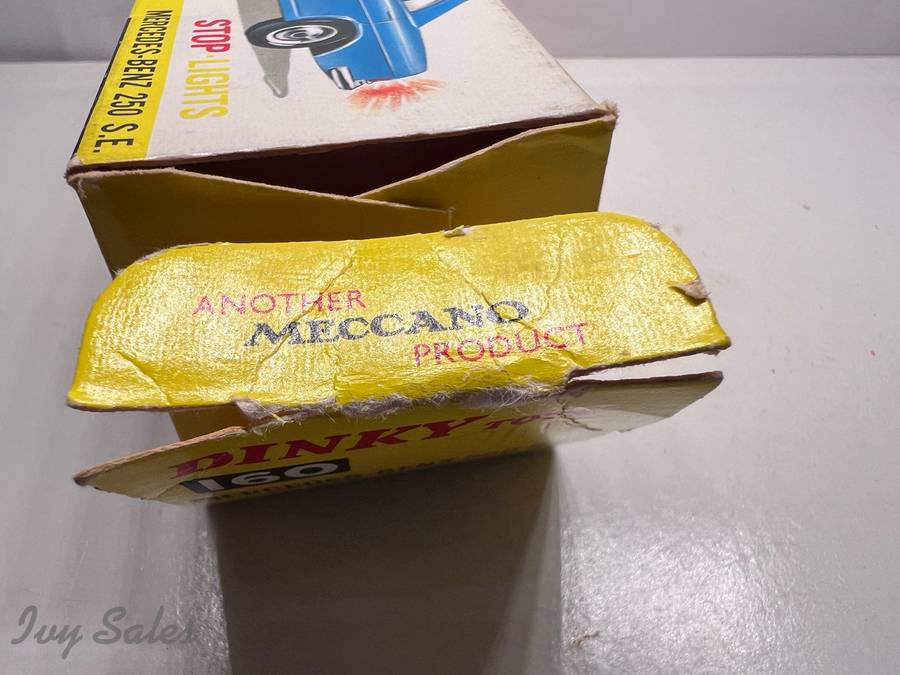 STOP-LIGHTS
MERCEDES-BENZ 250 S.E.
ANOTHER
MECCANO
PRODUCT
DINKY
160
Ivy Sales